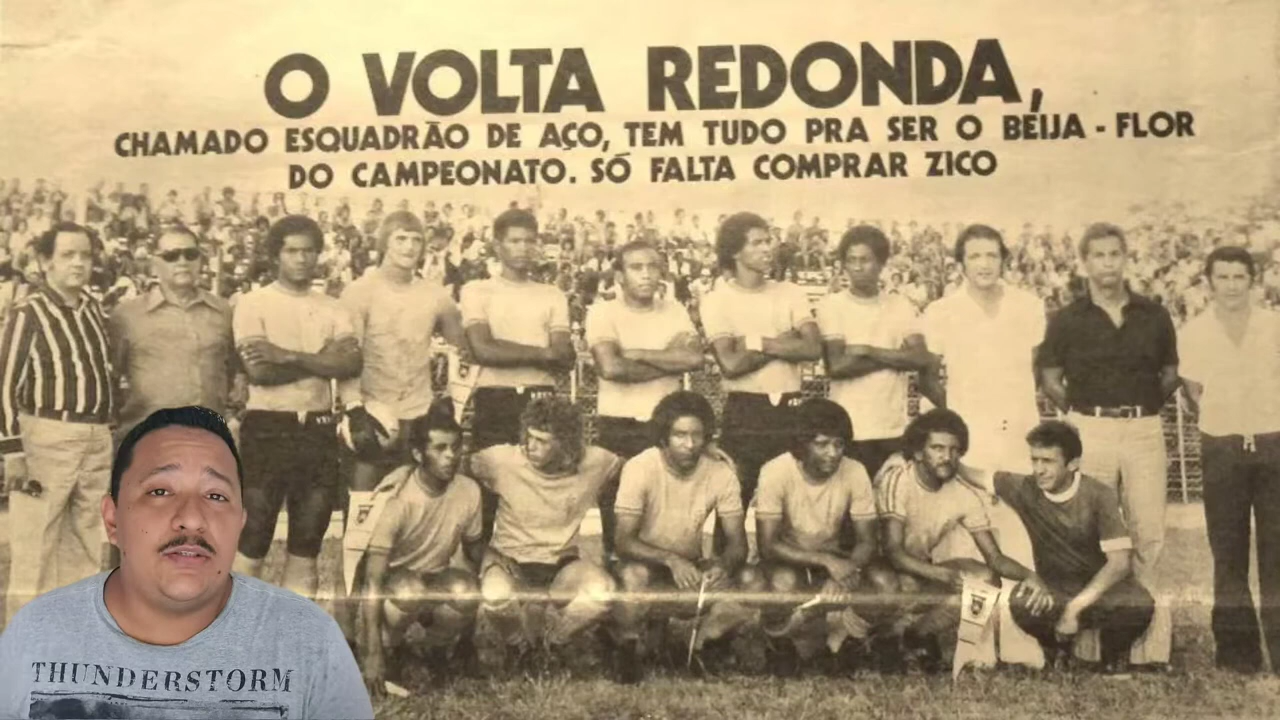 O VOLTA REDONDA,
CHAMADO ESQUADRÃO DE AÇO, TEM TUDO PRA SER O BEIJA - FLOR
DO CAMPEONATO. SÓ FALTA COMPRAR ZICO
THUNDERSTORM